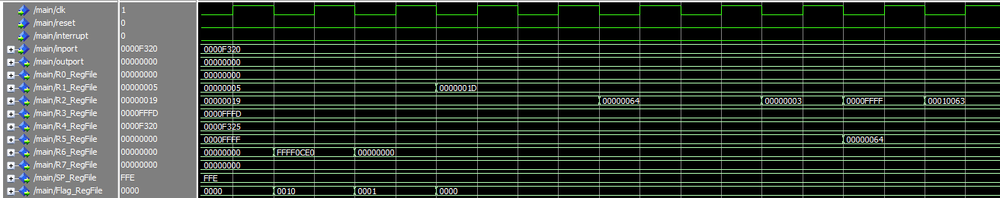 /main/clk 1
/main/reset 0
/main/interrupt 0
/main/inport 0000F320 0000F320
/main/outport 00000000 00000000
/main/R0_RegFile 00000000 00000000
/main/R1_RegFile 00000005 00000005 0000001D
/main/R2_RegFile 00000019 00000019 00000064 00000003 0000FFFF 00010063
/main/R3_RegFile 0000FFFD 0000FFFD
/main/R4_RegFile 0000F320 0000F325
/main/R5_RegFile 00000000 0000FFFF 00000064
/main/R6_RegFile 00000000 00000000 FFFF0CE0 00000000
/main/R7_RegFile 00000000 00000000
/main/SP_RegFile FFE FFE
/main/Flag_RegFile 0000 0000 0010 0001 0000